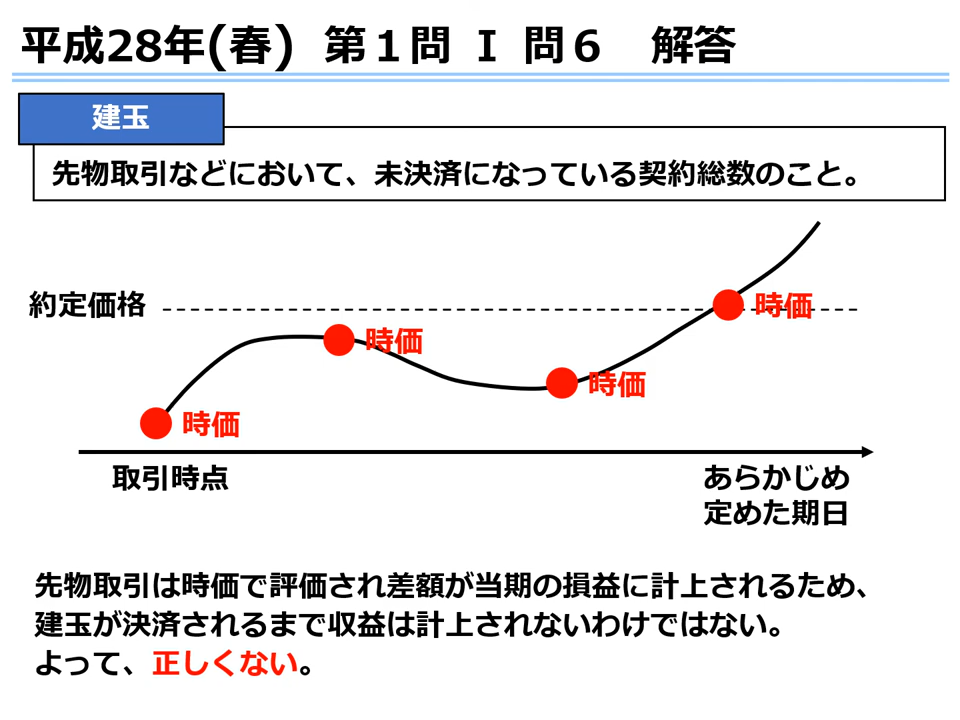 平成28年(春) 第１問 Ⅰ 問６　解答
建玉
先物取引などにおいて、未決済になっている契約総数のこと。
約定価格
時価
時価
時価
時価
取引時点
あらかじめ
定めた期日
先物取引は時価で評価され差額が当期の損益に計上されるため、
建玉が決済されるまで収益は計上されないわけではない。
よって、正しくない。